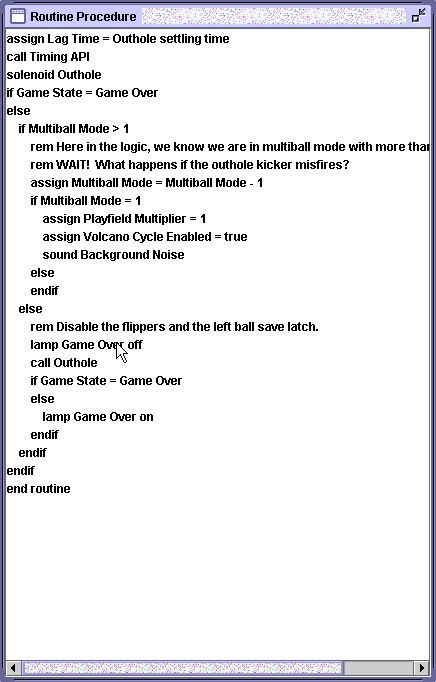 Routine Procedure
assign Lag Time = Outhole settling time
call Timing API
solenoid Outhole
if Game State = Game Over
else
if Multiball Mode > 1
rem Here in the logic, we know we are in multiball mode with more than
rem WAIT!  What happens if the outhole kicker misfires?
assign Multiball Mode = Multiball Mode - 1
if Multiball Mode = 1
assign Playfield Multiplier = 1
assign Volcano Cycle Enabled = true
sound Background Noise
else
endif
else
rem Disable the flippers and the left ball save latch.
lamp Game Over off
call Outhole
if Game State = Game Over
else
lamp Game Over on
endif
endif
endif
end routine